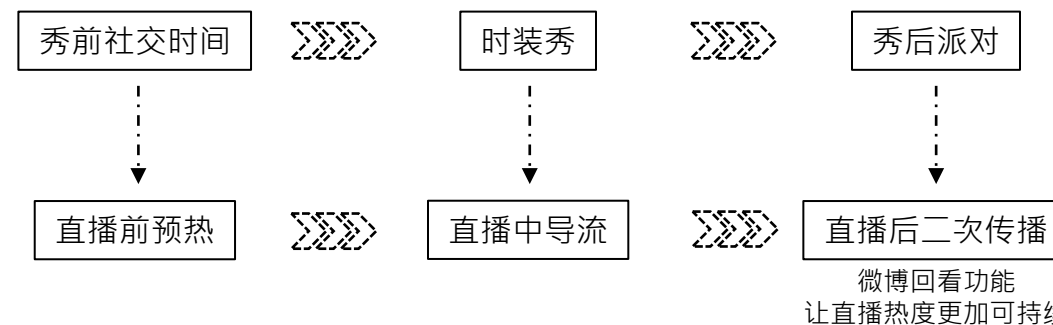 秀前社交时间
时装秀
秀后派对
直播前预热
直播中导流
直播后二次传播
微博回看功能
让直播热度更加可持续